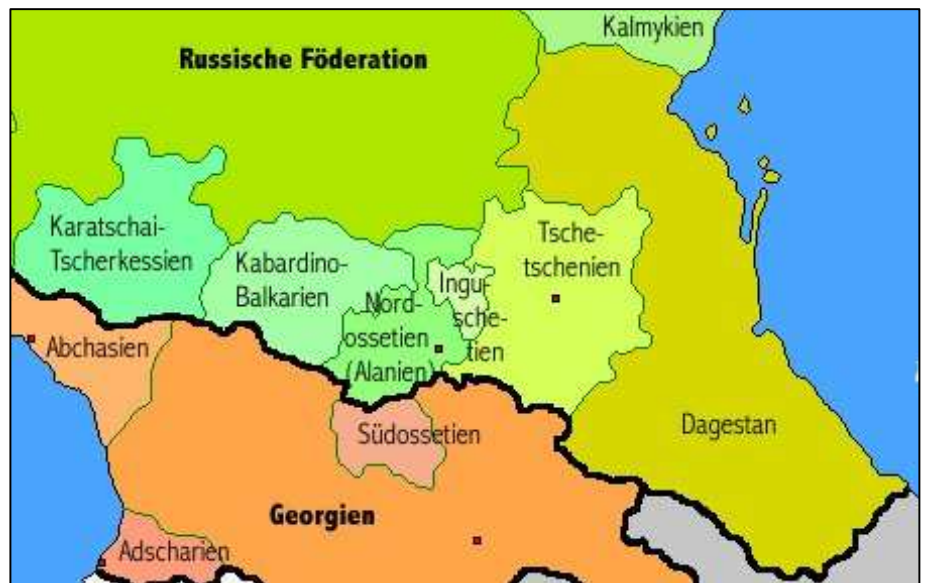 Kalmykien
Russische Föderation
Karatschai-
Tscherkessien
Kabardino-
Balkarien
Nord-
ossetien
(Alanien)
Ingu-
sche-
tien
Tsche-
tschenien
Abchasien
Südossetien
Dagestan
Georgien
Adscharien